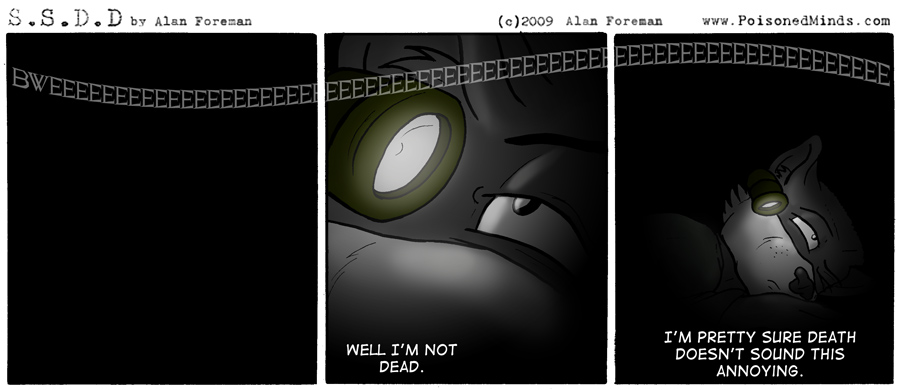 S.S.D.D by Alan Foreman (c)2009 Alan Foreman www.PoisonedMinds.com
BWEEEEEEEEEEEEEEEEEEEEEEEEEEEEEEEEEEEEEEEEEEEEEEEEEEEEEEEEEEEEE
WELL I'M NOT
DEAD.
I'M PRETTY SURE DEATH
DOESN'T SOUND THIS
ANNOYING.